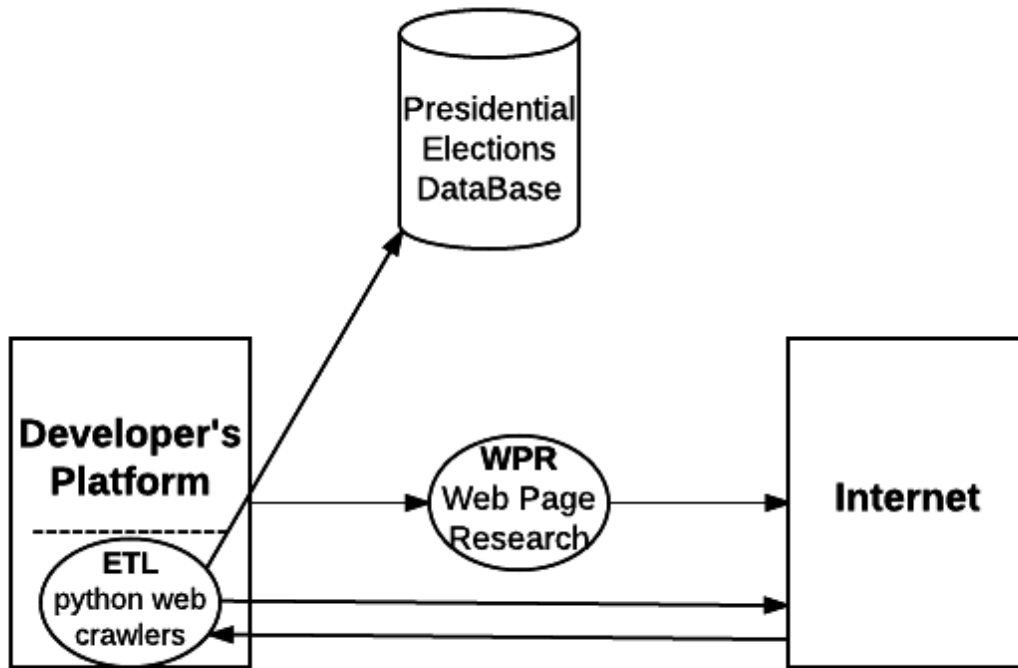 Presidential
Elections
DataBase
Developer's
Platform
ETL
python web
crawlers
WPR
Web Page
Research
Internet